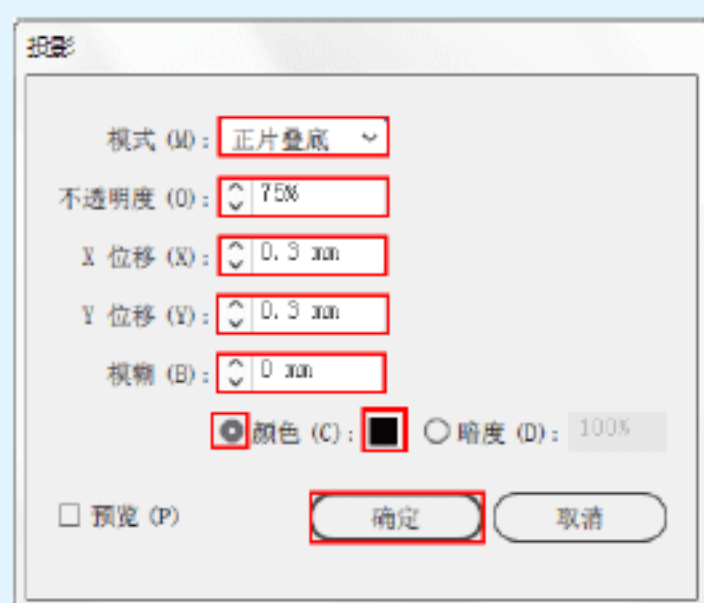 投影
模式 (M): 正片叠底
不透明度 (O): 75%
X 位移 (X): 0.3 mm
Y 位移 (Y): 0.3 mm
模糊 (B): 0 mm
颜色 (C): 暗度 (D): 100%
预览 (P) 确定 取消